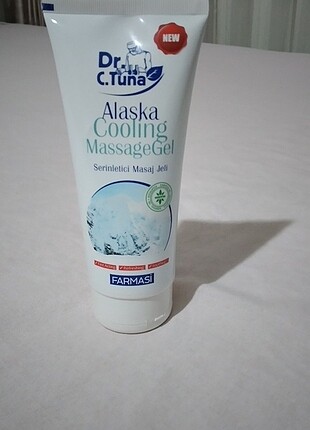 NEW
Dr.
C.Tuna
Alaska
Cooling
MassageGel
Serinletici Masaj Jeli
FARMASi